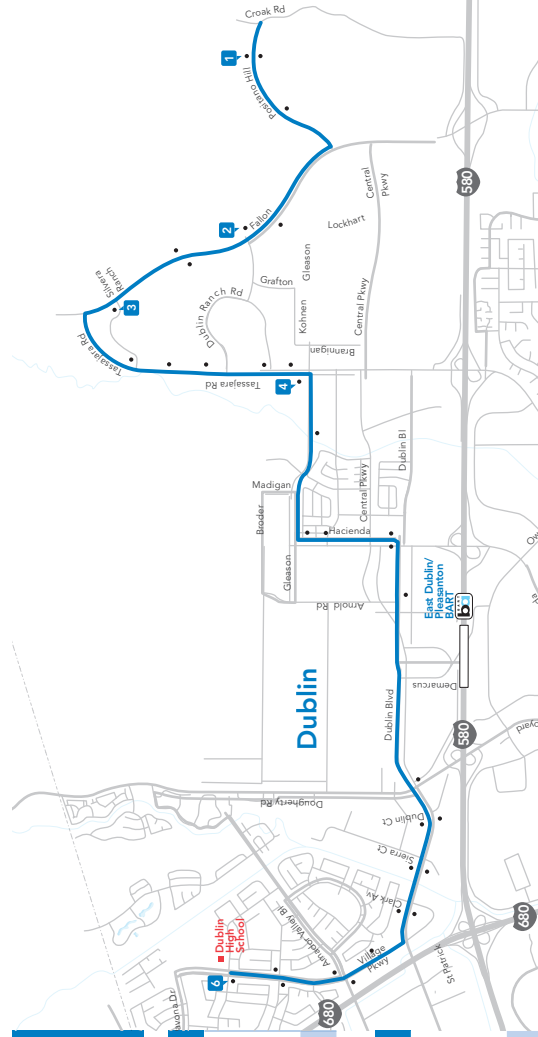 Croak Rd
1
Positano Hill
580
Central
Pkwy
2
Fallon
Lockhart
Silvera
Ranch
3
Gleason
Grafton
Dublin Ranch Rd
Kohnen
Central Pkwy
Brannigan
Tassajara Rd
Tassajara Rd
4
Dublin Bl
Madigan
Central Pkwy
Broder
Hacienda
Gleason
Arnold Rd
East Dublin/
Pleasanton
BART
Dublin
Dublin Blvd
Demarcus
580
Dougherty Rd
Dublin Ct
Sierra Ct
Clark Av
Amador Valley Bl
Dublin
High
School
6
Village
Pkwy
St Patrick
680
680
avona Dr